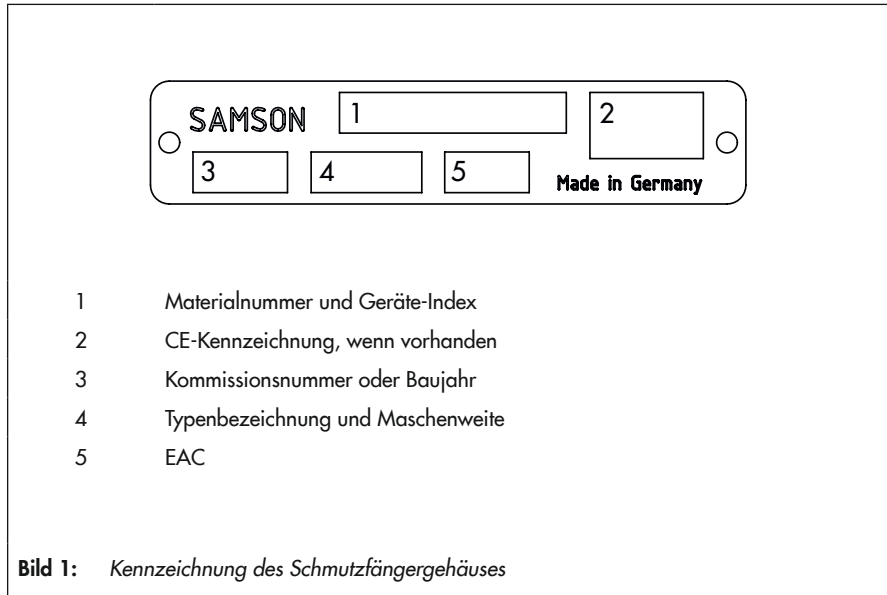 SAMSON 1 2
3 4 5 Made in Germany
1 Materialnummer und Geräte-Index
2 CE-Kennzeichnung, wenn vorhanden
3 Kommissionsnummer oder Baujahr
4 Typenbezeichnung und Maschenweite
5 EAC
Bild 1: Kennzeichnung des Schmutzfängergehäuses